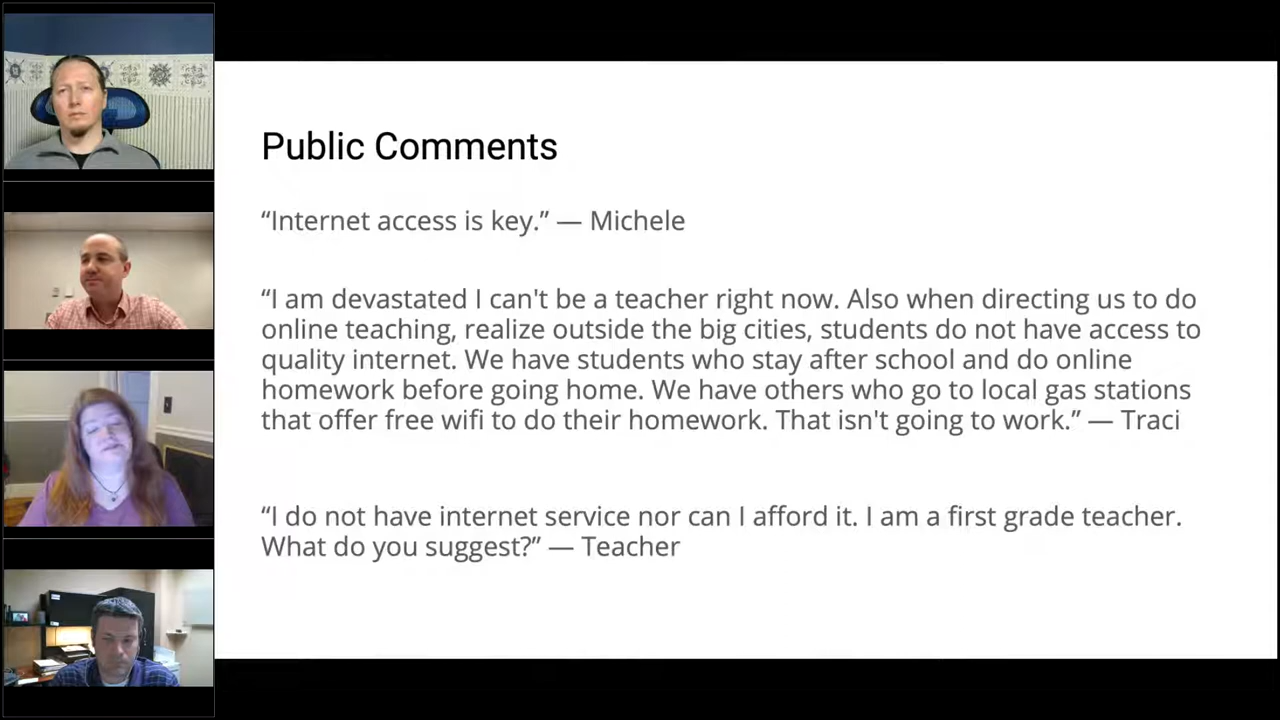 Public Comments
“Internet access is key.” — Michele
“I am devastated I can't be a teacher right now. Also when directing us to do
online teaching, realize outside the big cities, students do not have access to
quality internet. We have students who stay after school and do online
homework before going home. We have others who go to local gas stations
that offer free wifi to do their homework. That isn't going to work.” — Traci
“I do not have internet service nor can I afford it. I am a first grade teacher.
What do you suggest?” — Teacher